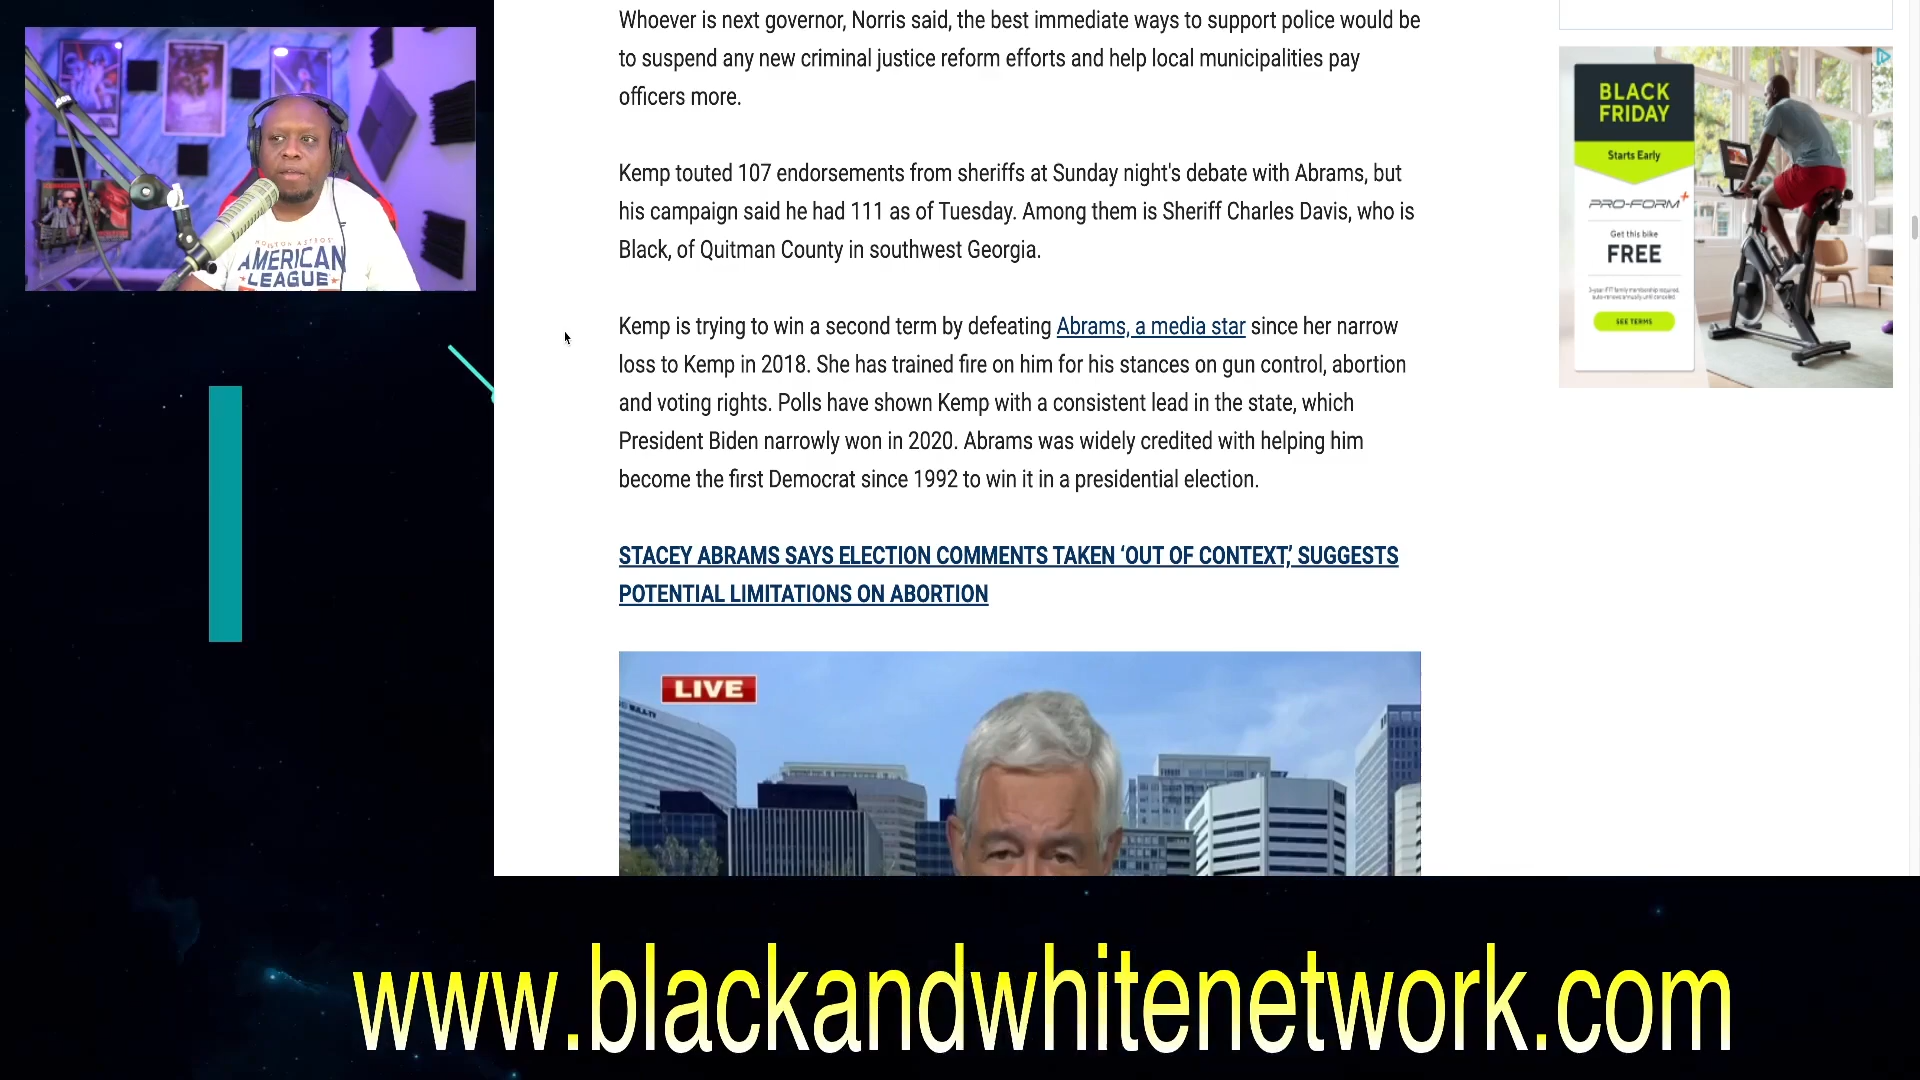 HOUSTON ASTROS
AMERICAN
LEAGUE
Whoever is next governor, Norris said, the best immediate ways to support police would be
to suspend any new criminal justice reform efforts and help local municipalities pay
officers more.
Kemp touted 107 endorsements from sheriffs at Sunday night's debate with Abrams, but
his campaign said he had 111 as of Tuesday. Among them is Sheriff Charles Davis, who is
Black, of Quitman County in southwest Georgia.
Kemp is trying to win a second term by defeating Abrams, a media star since her narrow
loss to Kemp in 2018. She has trained fire on him for his stances on gun control, abortion
and voting rights. Polls have shown Kemp with a consistent lead in the state, which
President Biden narrowly won in 2020. Abrams was widely credited with helping him
become the first Democrat since 1992 to win it in a presidential election.
STACEY ABRAMS SAYS ELECTION COMMENTS TAKEN ‘OUT OF CONTEXT,’ SUGGESTS
POTENTIAL LIMITATIONS ON ABORTION
LIVE
BLACK
FRIDAY
Starts Early
PRO-FORM
Get this bike
FREE
SEE TERMS
www.blackandwhitenetwork.com